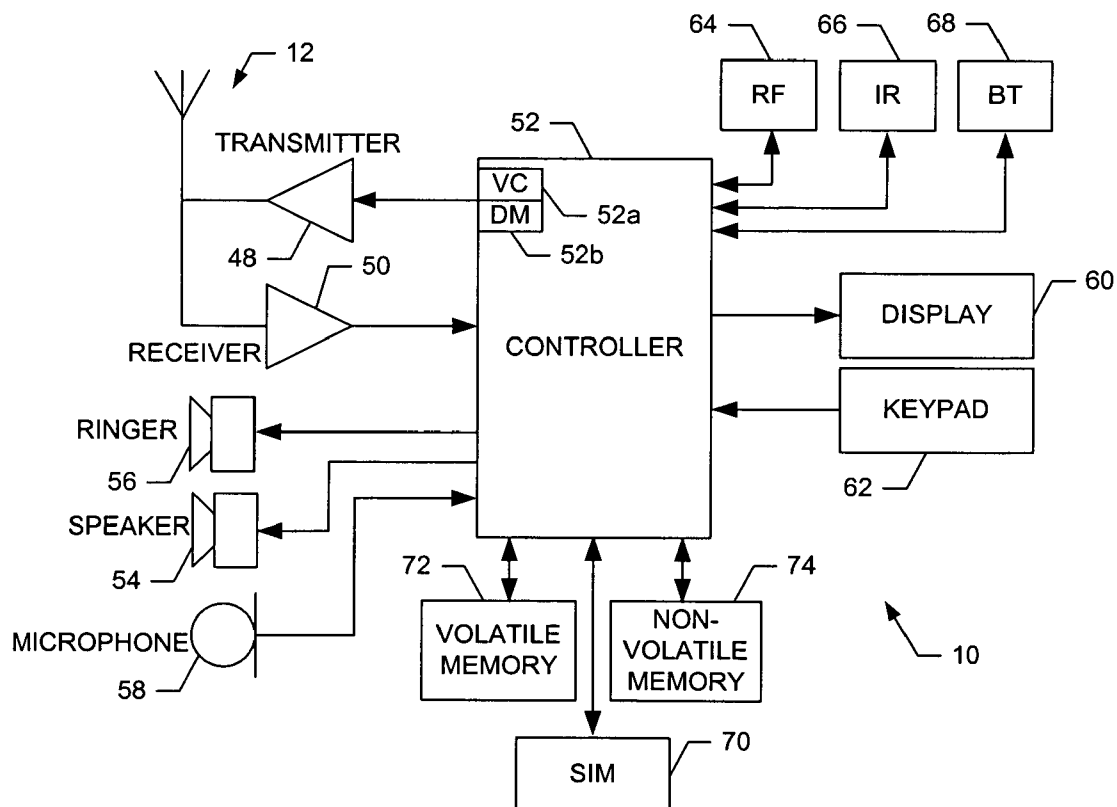 64
66
68
12
RF
IR
BT
TRANSMITTER
52
VC
DM
52a
52b
48
50
60
DISPLAY
CONTROLLER
RECEIVER
KEYPAD
RINGER
56
62
SPEAKER
54
72
74
VOLATILE
MEMORY
NON-
VOLATILE
MEMORY
MICROPHONE
58
10
70
SIM